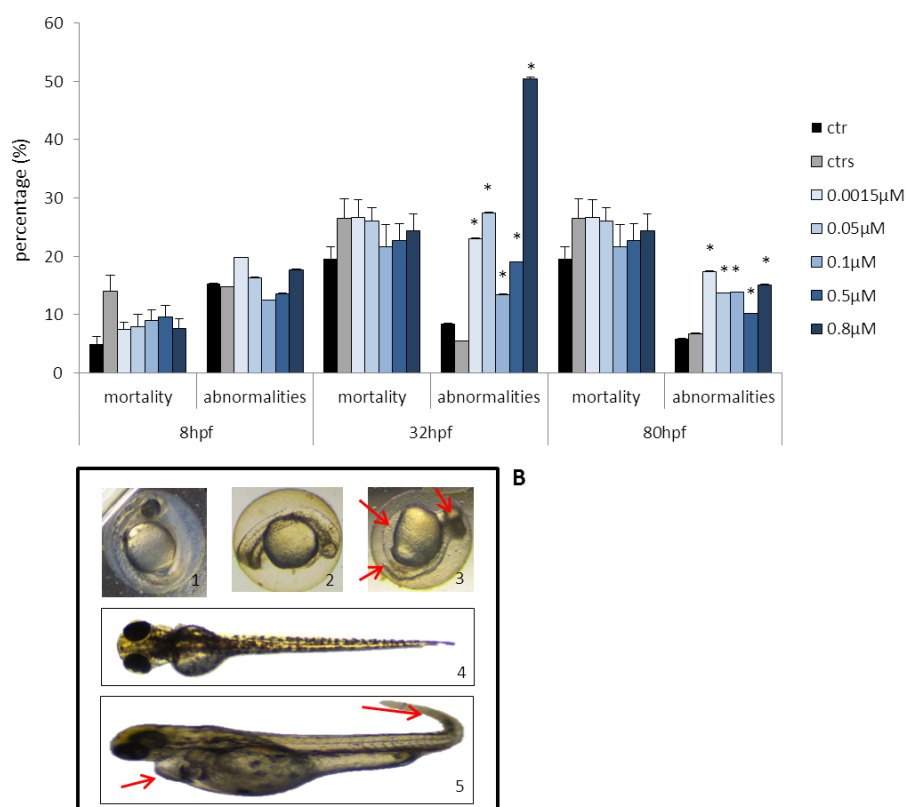 60
50
40
30
20
10
0
percentage (%)
* * * * * * * * * *
mortality abnormalities mortality abnormalities mortality abnormalities
8hpf 32hpf 80hpf
ctr
ctrs
0.0015µM
0.05µM
0.1µM
0.5µM
0.8µM
B
1 2 3
4
5